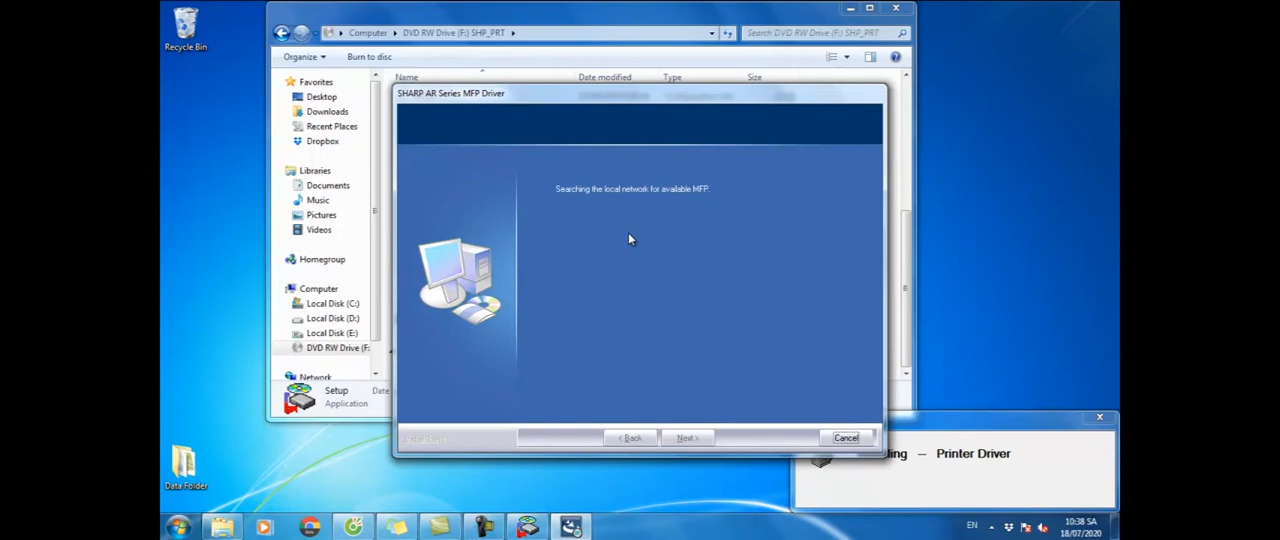 Recycle Bin
Computer
DVD RW Drive (F:) SHP_PRT
Search DVD RW Drive (F:) SHP_PRT
Organize
Burn to disc
Favorites
Desktop
Downloads
Recent Places
Dropbox
Libraries
Documents
Music
Pictures
Videos
Homegroup
Computer
Local Disk (C:)
Local Disk (D:)
Local Disk (E:)
DVD RW Drive (F:
Network
Name
Date modified
Type
Size
SHARP AR Series MFP Driver
Searching the local network for available MFP.
InstallShield
< Back
Next >
Cancel
Setup
Date
Application
ling -- Printer Driver
Data Folder
EN
10:38 SA
18/07/2020